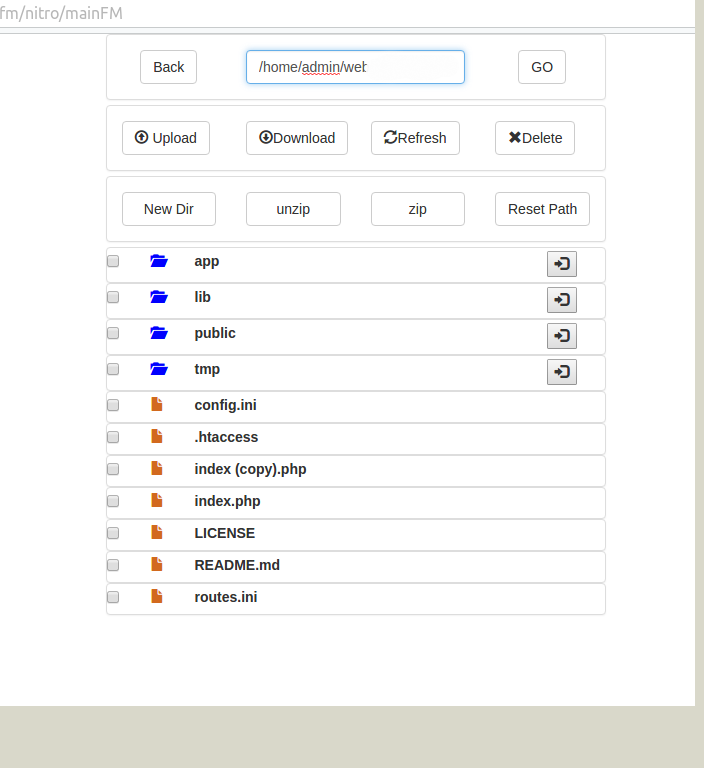 fm/nitro/mainFM
Back /home/admin/web GO
Upload Download Refresh Delete
New Dir unzip zip Reset Path
app
lib
public
tmp
config.ini
.htaccess
index (copy).php
index.php
LICENSE
README.md
routes.ini